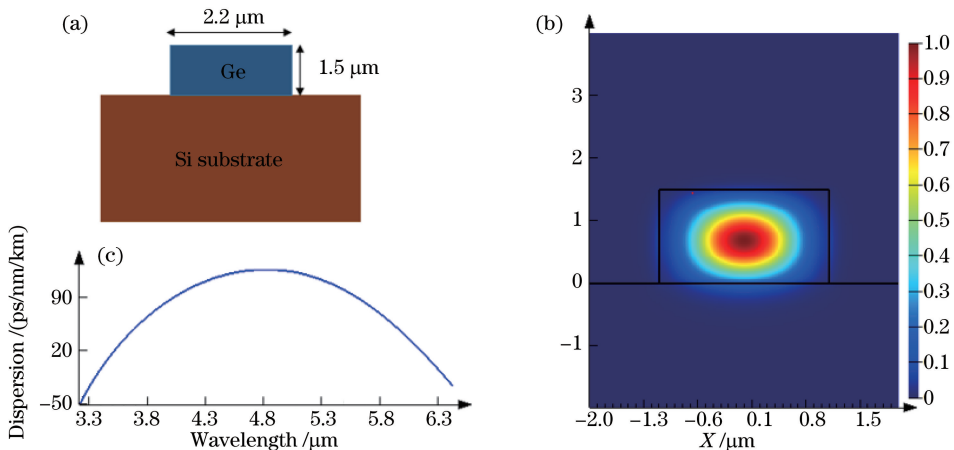 (a)
2.2 μm
Ge
1.5 μm
Si substrate
(b)
3
2
1
0
−1
−2.0 −1.3 −0.6 0.1 0.8 1.5
X /μm
1.0
0.9
0.8
0.7
0.6
0.5
0.4
0.3
0.2
0.1
0
(c)
Dispersion /(ps/nm/km)
90
20
−50
3.3 3.8 4.3 4.8 5.3 5.8 6.3
Wavelength /μm